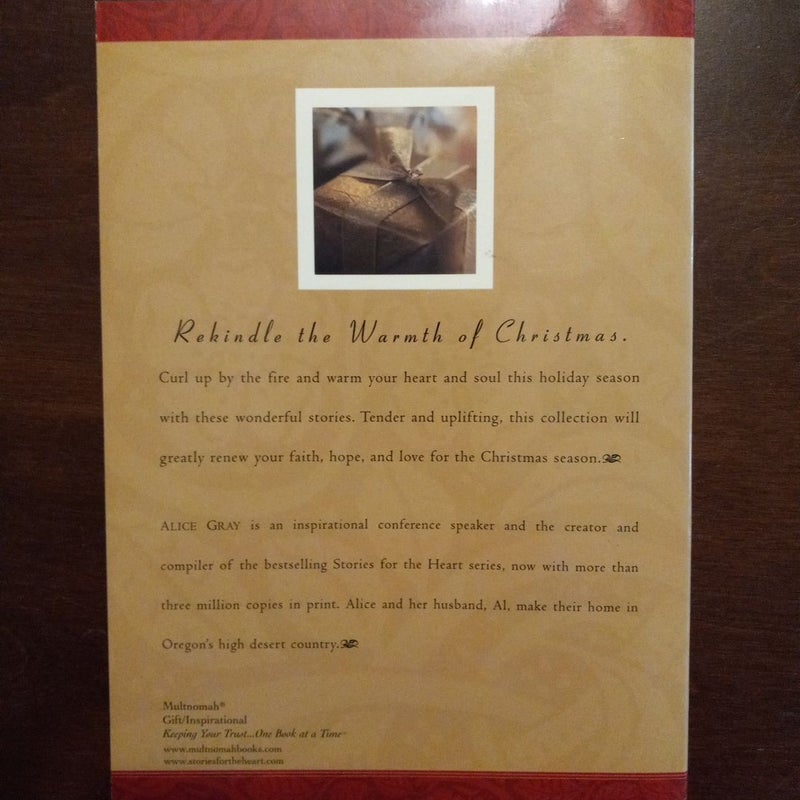 Rekindle the Warmth of Christmas.
Curl up by the fire and warm your heart and soul this holiday season
with these wonderful stories. Tender and uplifting, this collection will
greatly renew your faith, hope, and love for the Christmas season.
ALICE GRAY is an inspirational conference speaker and the creator and
compiler of the bestselling Stories for the Heart series, now with more than
three million copies in print. Alice and her husband, Al, make their home in
Oregon's high desert country.
Multnomah®
Gift/Inspirational
Keeping Your Trust...One Book at a Time™
www.multnomahbooks.com
www.storiesfortheheart.com